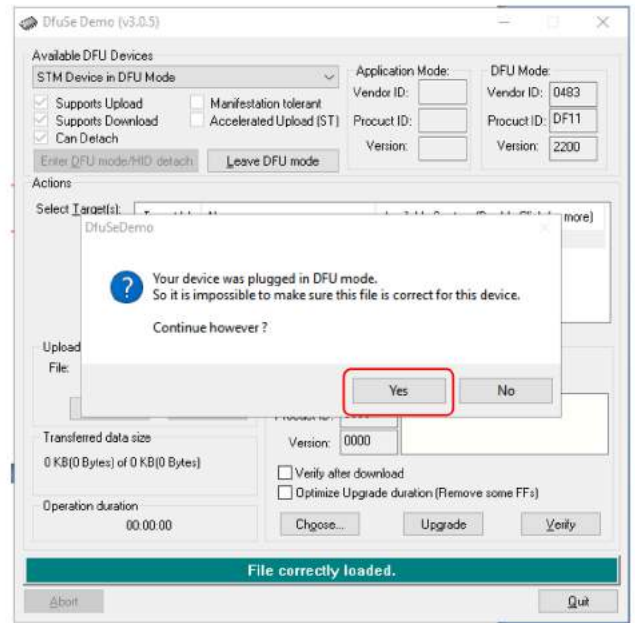 DfuSe Demo (v3.0.5)
Available DFU Devices
STM Device in DFU Mode
Supports Upload
Manifestation tolerant
Supports Download
Accelerated Upload (ST)
Can Detach
Enter DFU mode/HID detach
Leave DFU mode
Application Mode:
Vendor ID:
Procuct ID:
Version:
DFU Mode:
Vendor ID: 0483
Procuct ID: DF11
Version: 2200
Actions
Select Target(s):
more)
DfuSeDemo
Your device was plugged in DFU mode.
So it is impossible to make sure this file is correct for this device.
Continue however ?
Yes
No
Upload
File:
Transferred data size
0 KB(0 Bytes) of 0 KB(0 Bytes)
Version: 0000
Verify after download
Optimize Upgrade duration (Remove some FFs)
Operation duration
00:00:00
Choose...
Upgrade
Verify
File correctly loaded.
Abort
Quit